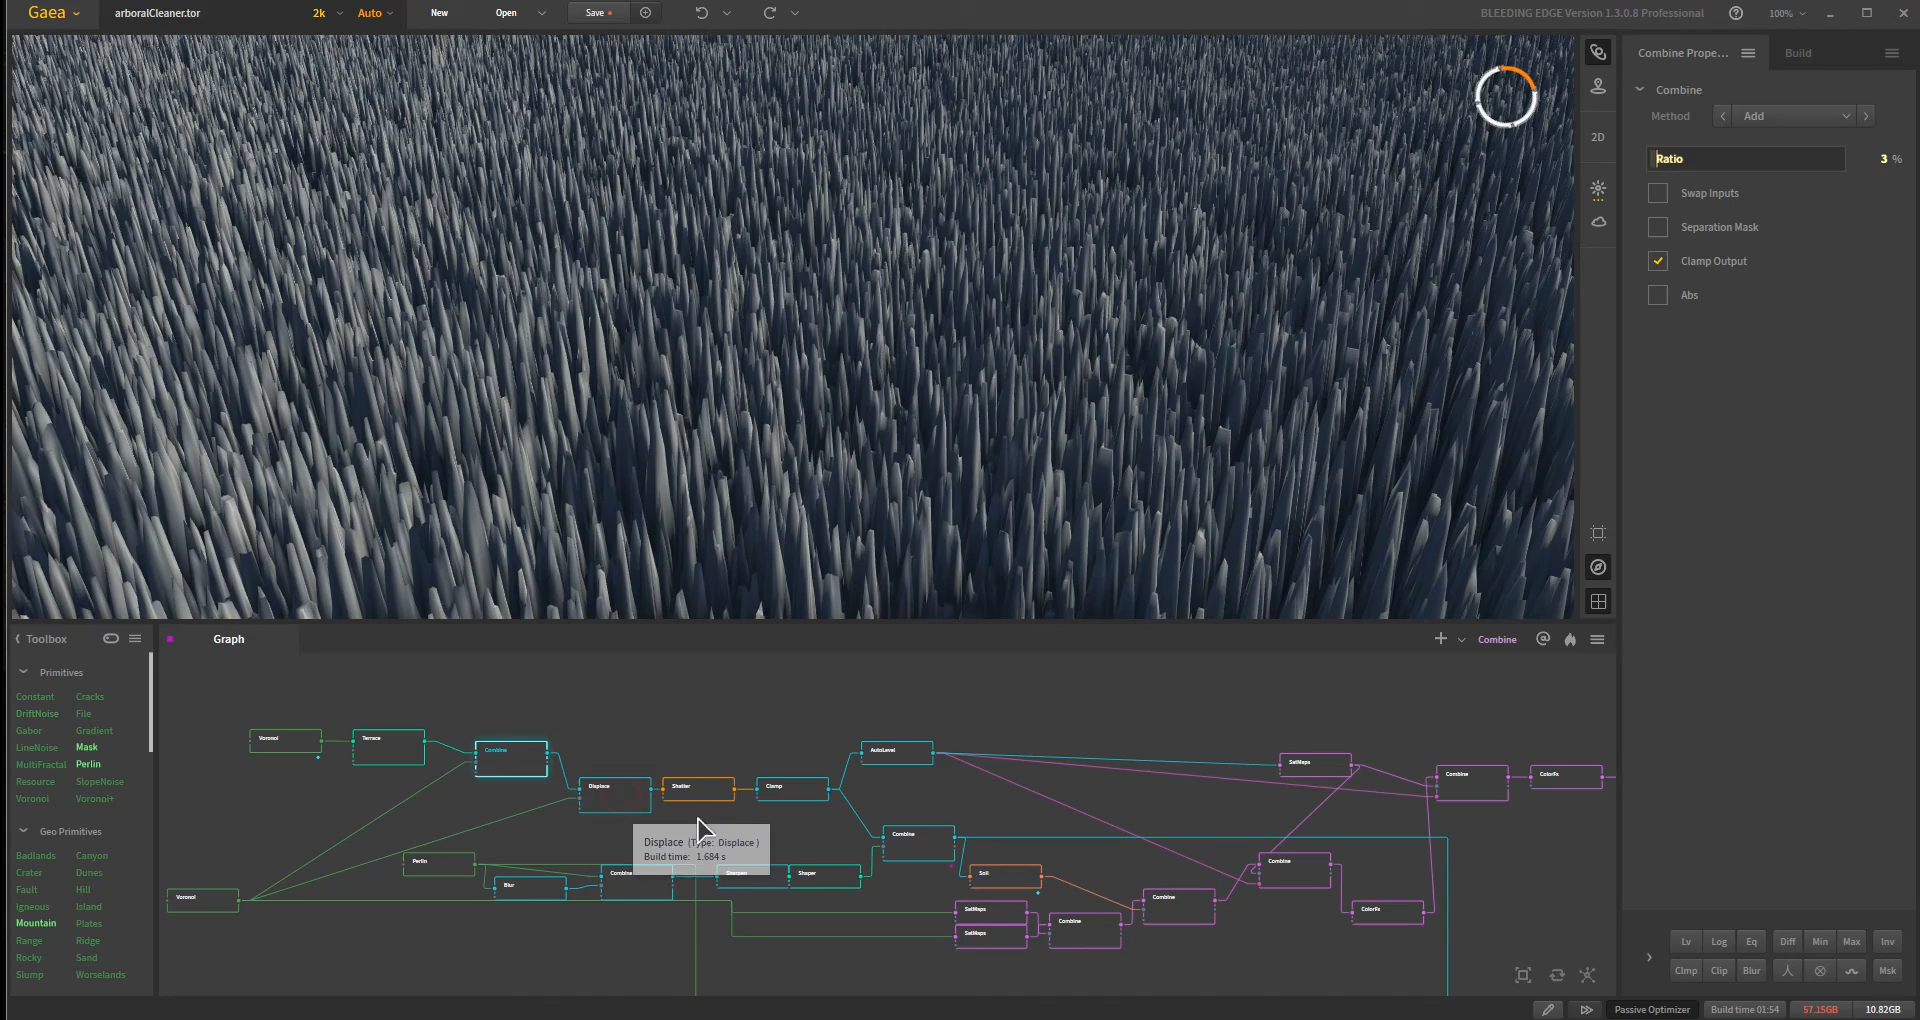 Gaea
arboralCleaner.tor
2k
Auto
New
Open
Save
BLEEDING EDGE Version 1.3.0.8 Professional
100%
Combine Prope...
Build
Combine
Method
Add
Ratio
3 %
Swap Inputs
Separation Mask
Clamp Output
Abs
2D
Toolbox
Primitives
Constant Cracks
DriftNoise File
Gabor Gradient
LineNoise Mask
MultiFractal Perlin
Resource SlopeNoise
Voronoi Voronoi+
Geo Primitives
Badlands Canyon
Crater Dunes
Fault Hill
Igneous Island
Mountain Plates
Range Ridge
Rocky Sand
Slump Worselands
Graph
Combine
Voronoi
Terrace
Combine
AutoLevel
SatMaps
Combine
ColorFx
Displace
Shatter
Clamp
Displace (Type: Displace )
Build time: 1.684 s
Combine
Perlin
Blur
Combine
Sharpen
Shaper
Soil
Combine
Voronoi
SatMaps
SatMaps
Combine
Combine
ColorFx
Lv Log Eq Diff Min Max Inv
Clmp Clip Blur Msk
Passive Optimizer
Build time 01:54
57.15GB
10.82GB